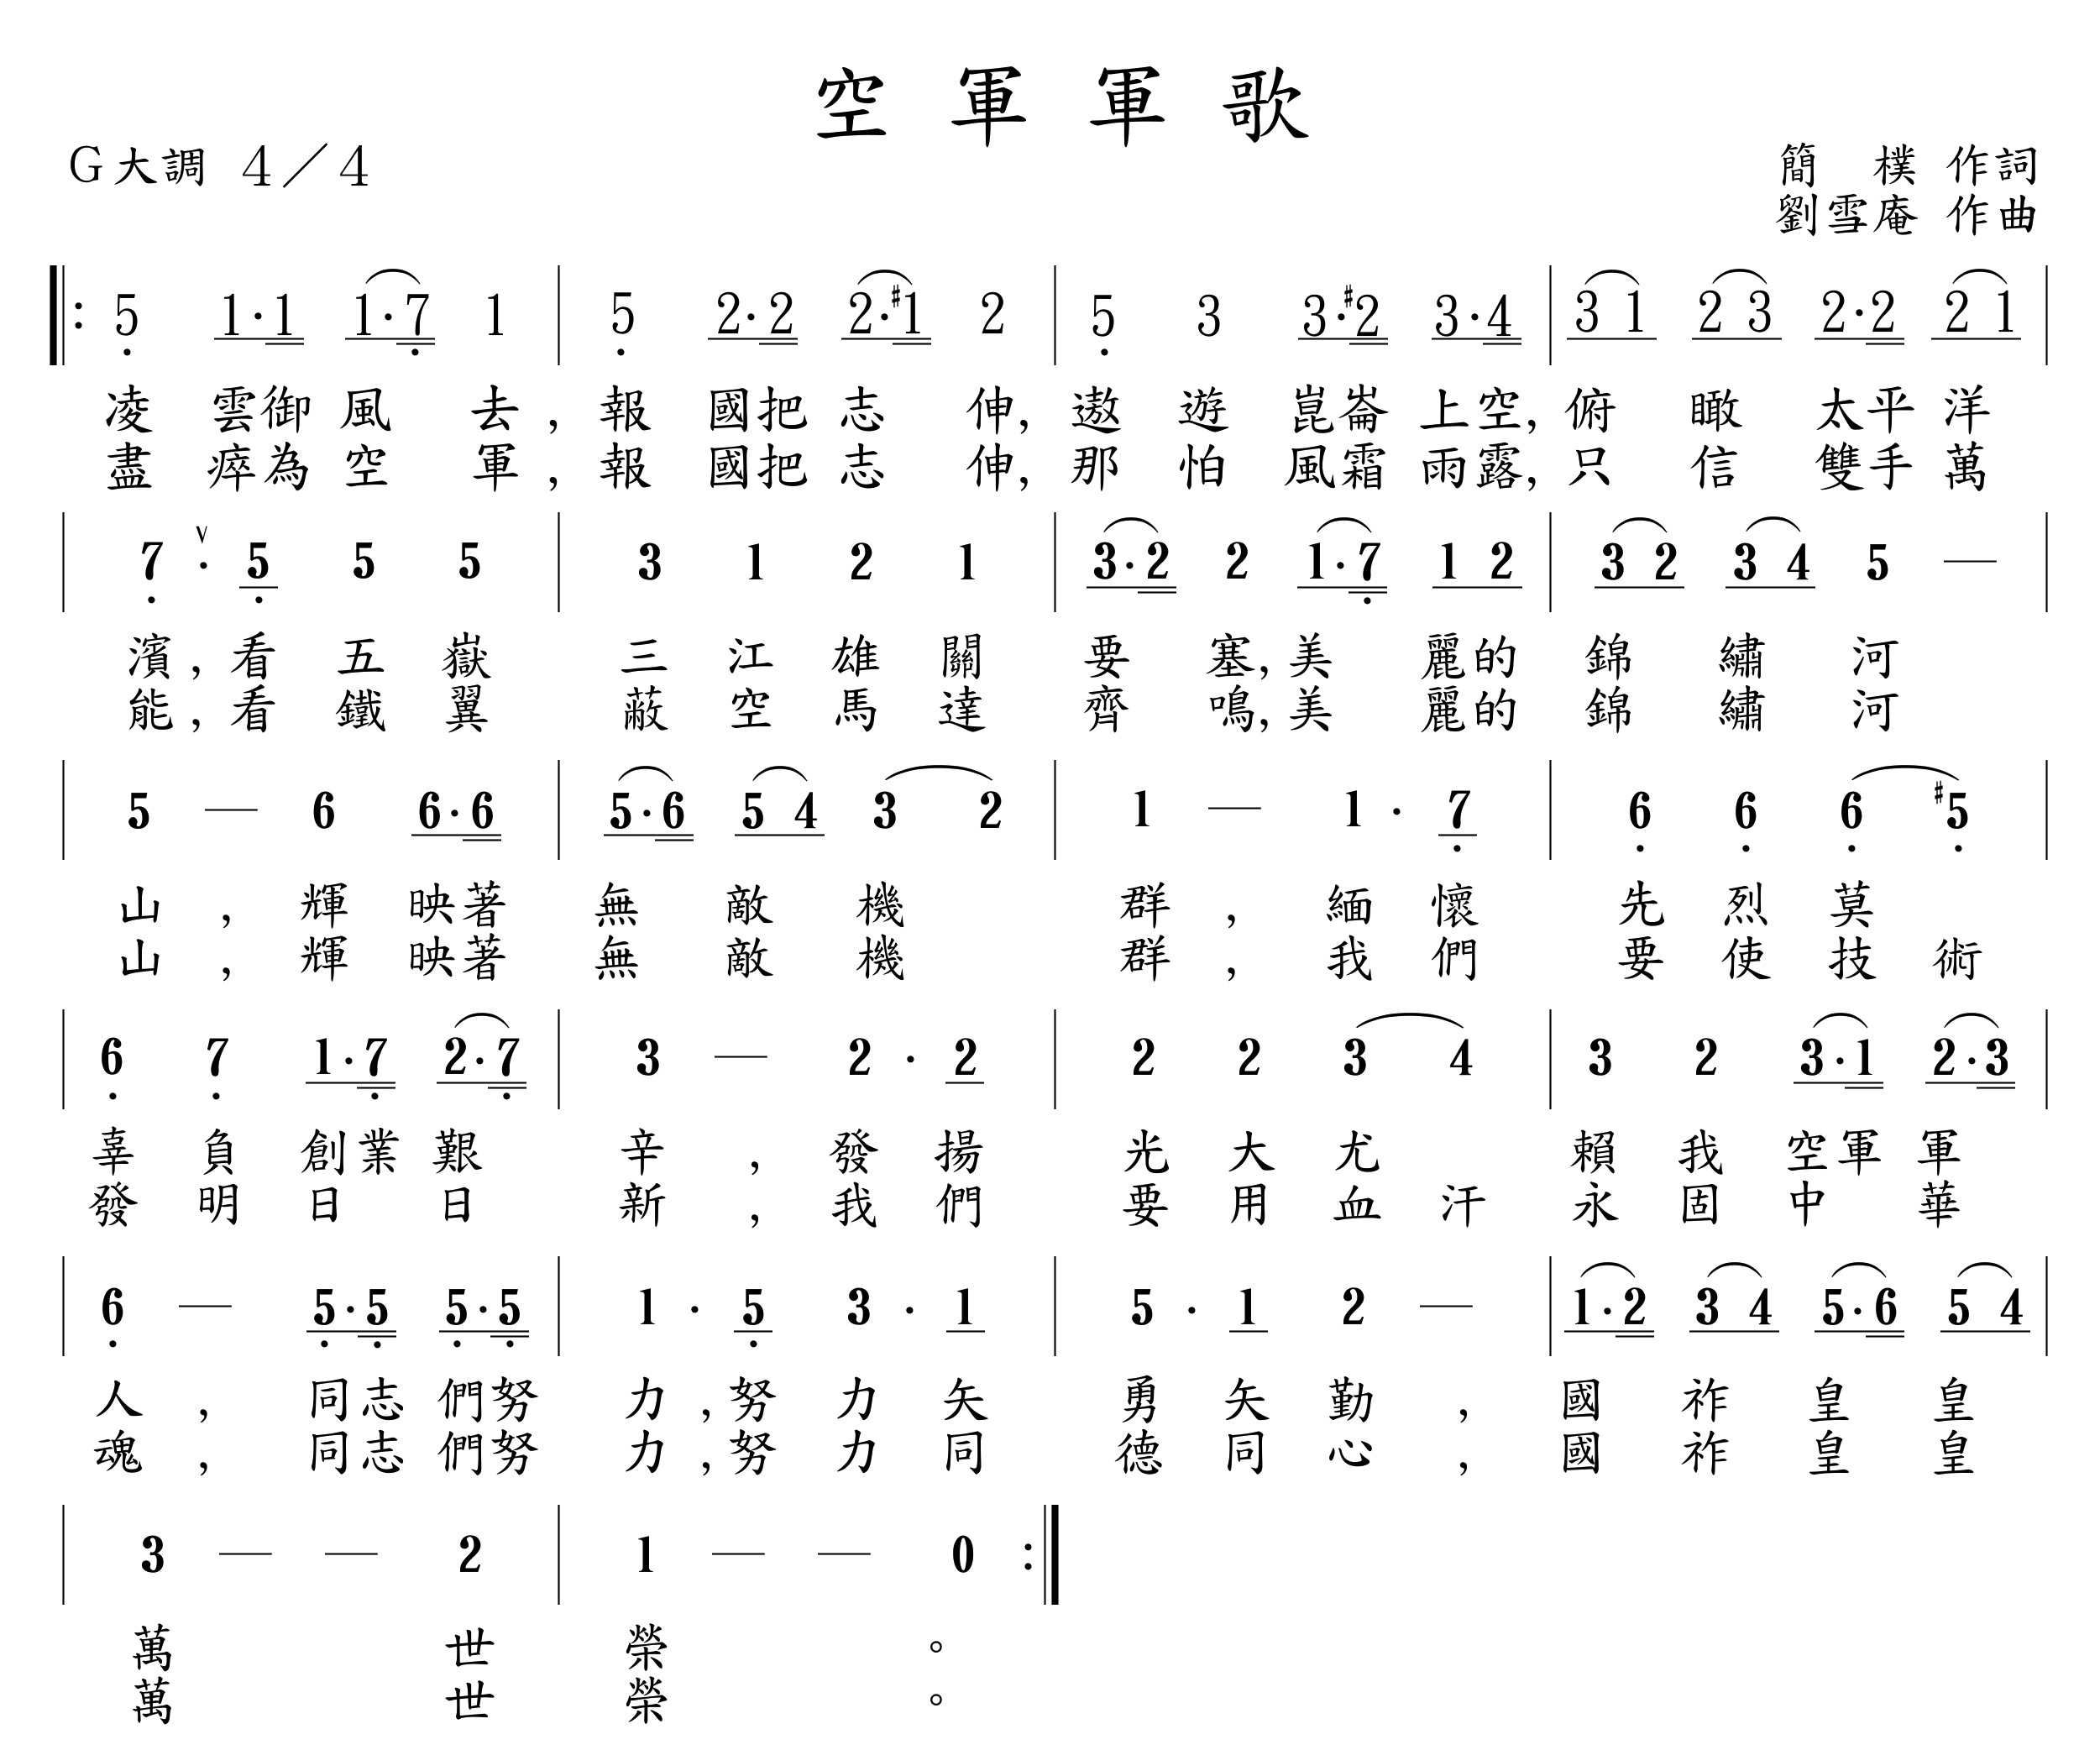 空軍軍歌
G大調 4／4
簡 樸 作詞
劉雪庵 作曲
5 1·1 1·7 1 | 5 2·2 2·#1 2 | 5 3 3·#2 3·4 | 3 1 2 3 2·2 2 1
凌雲御風去，報國把志伸，遨遊崑崙上空，俯瞰太平洋
盡瘁為空軍，報國把志伸，那怕風霜雨露，只信雙手萬
7 · 5 5 5 | 3 1 2 1 | 3·2 2 1·7 1 2 | 3 2 3 4 5 —
濱，看五嶽三江雄關要塞，美麗的錦繡河
能，看鐵翼蔽空馬達齊鳴，美麗的錦繡河
5 — 6 6·6 | 5·6 5 4 3 2 | 1 — 1 · 7 | 6 6 6 #5
山，輝映著無敵機群，緬懷先烈莫
山，輝映著無敵機群，我們要使技術
6 7 1·7 2·7 | 3 — 2 · 2 | 2 2 3 4 | 3 2 3·1 2·3
辜負創業艱辛，發揚光大尤賴我空軍軍
發明日日新，我們要用血汗永固中華
6 — 5·5 5·5 | 1 · 5 3 · 1 | 5 · 1 2 — | 1·2 3 4 5·6 5 4
人，同志們努力，努力矢勇矢勤，國祚皇皇
魂，同志們努力，努力同德同心，國祚皇皇
3 — — 2 | 1 — — 0
萬世榮。
萬世榮。